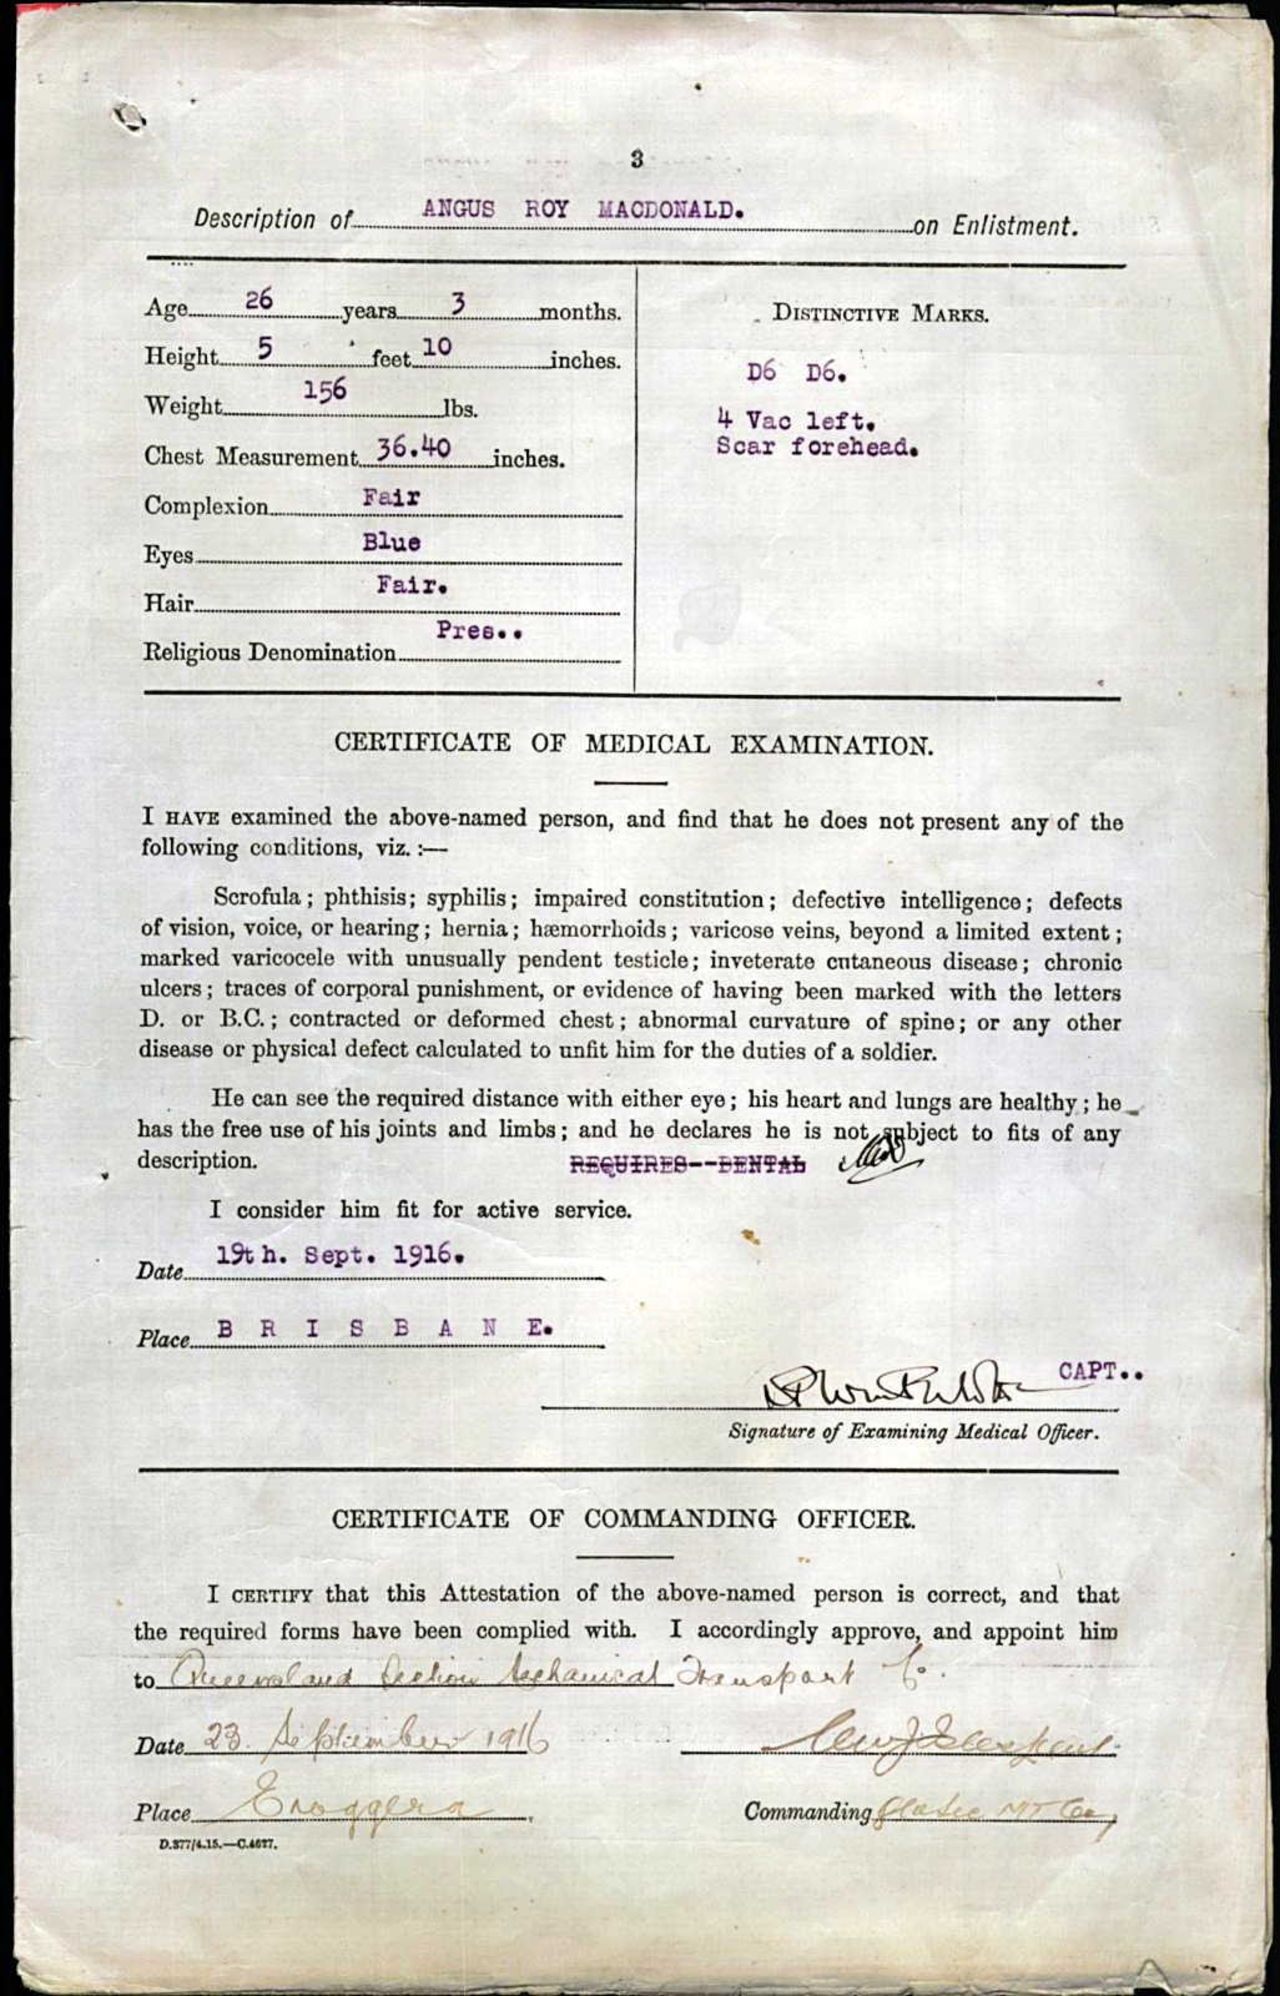 3
Description of ANGUS ROY MACDONALD. on Enlistment.
Age 26 years 3 months.
Height 5 feet 10 inches.
Weight 156 lbs.
Chest Measurement 36.40 inches.
Complexion Fair
Eyes Blue
Hair Fair.
Religious Denomination Pres..
DISTINCTIVE MARKS.
D6 D6.
4 Vac left.
Scar forehead.
CERTIFICATE OF MEDICAL EXAMINATION.
I HAVE examined the above-named person, and find that he does not present any of the
following conditions, viz. :—
Scrofula; phthisis; syphilis; impaired constitution; defective intelligence; defects
of vision, voice, or hearing; hernia; hæmorrhoids; varicose veins, beyond a limited extent;
marked varicocele with unusually pendent testicle; inveterate cutaneous disease; chronic
ulcers; traces of corporal punishment, or evidence of having been marked with the letters
D. or B.C.; contracted or deformed chest; abnormal curvature of spine; or any other
disease or physical defect calculated to unfit him for the duties of a soldier.
He can see the required distance with either eye; his heart and lungs are healthy; he
has the free use of his joints and limbs; and he declares he is not subject to fits of any
description. REQUIRES--DENTAL
I consider him fit for active service.
Date 19th. Sept. 1916.
Place B R I S B A N E.
CAPT..
Signature of Examining Medical Officer.
CERTIFICATE OF COMMANDING OFFICER.
I CERTIFY that this Attestation of the above-named person is correct, and that
the required forms have been complied with. I accordingly approve, and appoint him
to Queensland Section Mechanical Transport Co.
Date 23. September 1916
Place Enoggera
Commanding MT Coy
D.377/4.15.—C.4027.